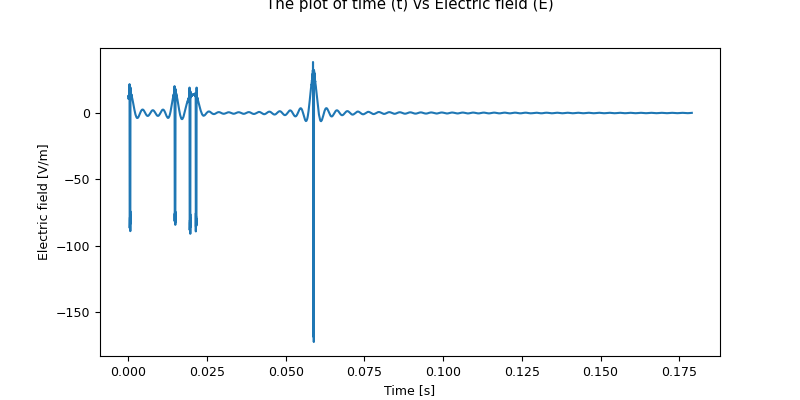 The plot of time (t) vs Electric field (E)
Electric field [V/m]
0
−50
−100
−150
0.000 0.025 0.050 0.075 0.100 0.125 0.150 0.175
Time [s]